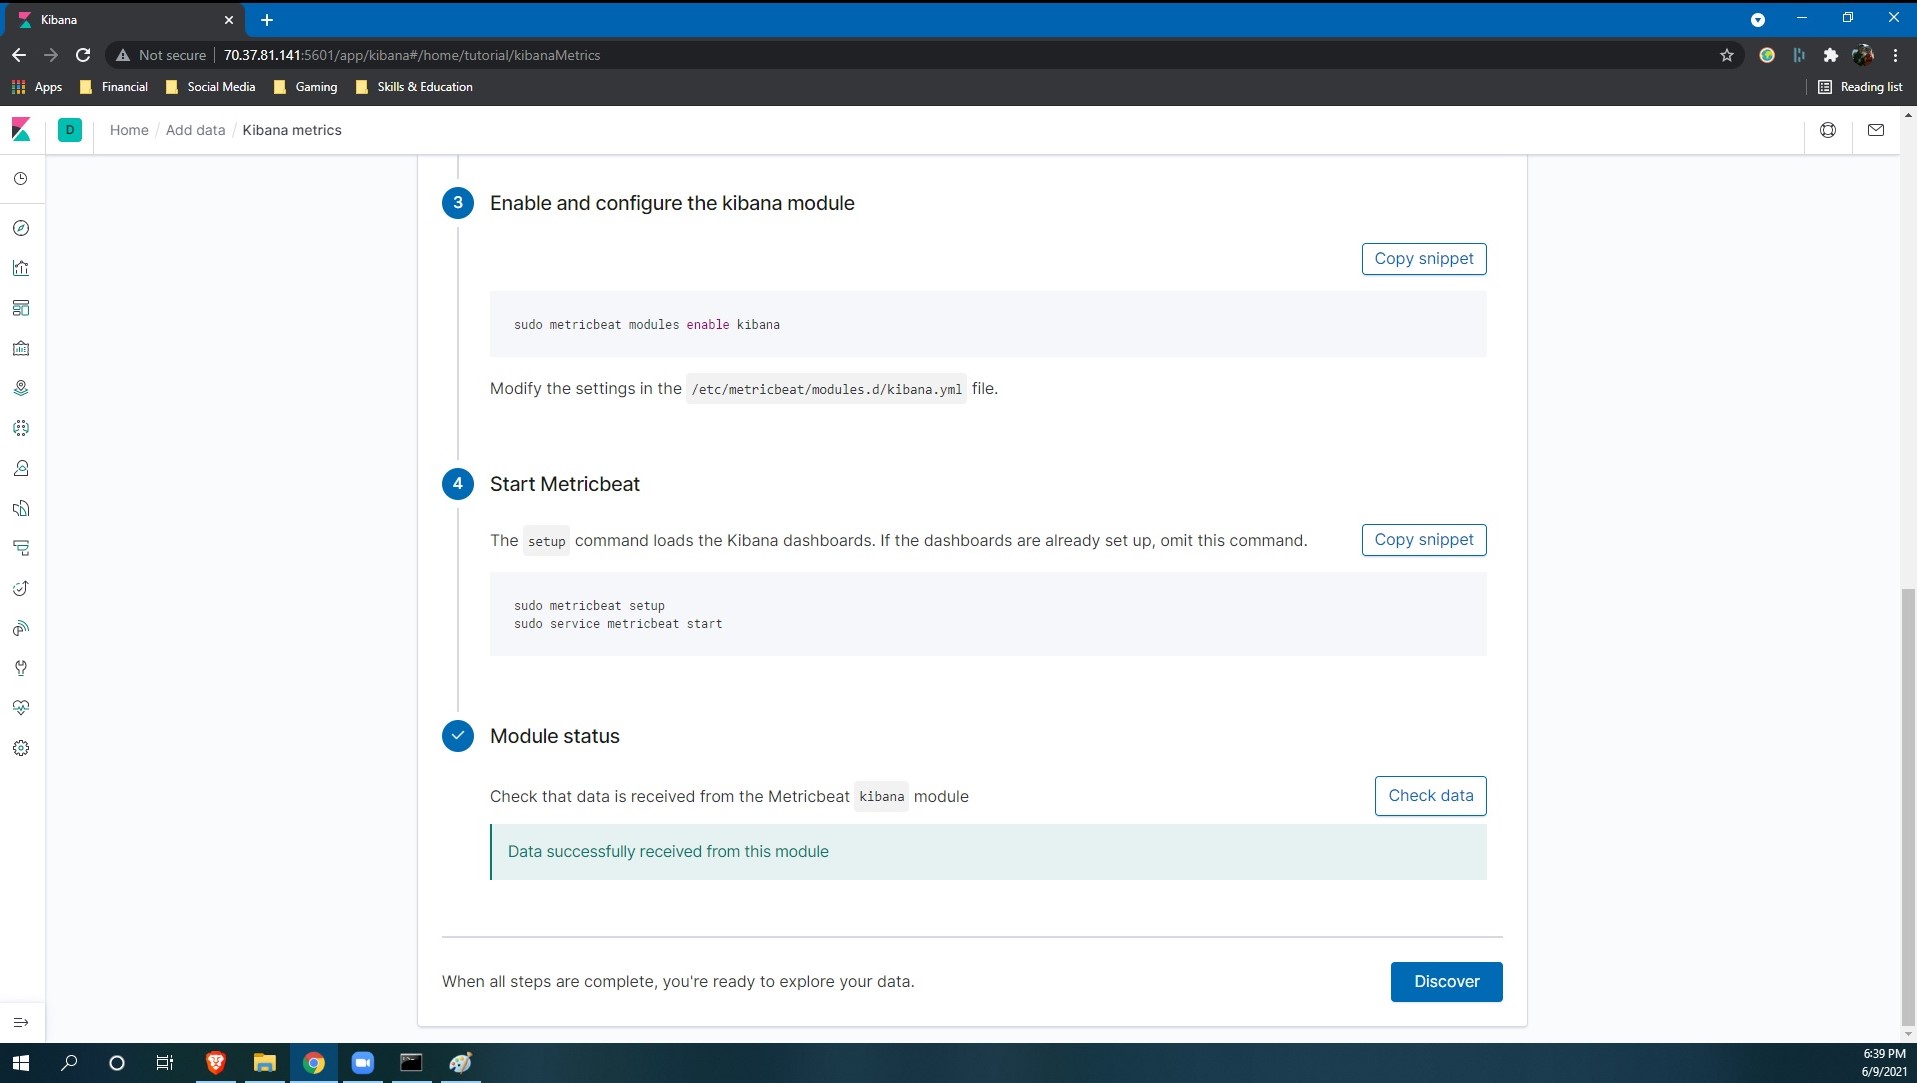 Kibana
Not secure
70.37.81.141:5601/app/kibana#/home/tutorial/kibanaMetrics
Apps
Financial
Social Media
Gaming
Skills & Education
Reading list
D
Home / Add data / Kibana metrics
3
Enable and configure the kibana module
Copy snippet
sudo metricbeat modules enable kibana
Modify the settings in the /etc/metricbeat/modules.d/kibana.yml file.
4
Start Metricbeat
The setup command loads the Kibana dashboards. If the dashboards are already set up, omit this command.
Copy snippet
sudo metricbeat setup
sudo service metricbeat start
Module status
Check that data is received from the Metricbeat kibana module
Check data
Data successfully received from this module
When all steps are complete, you're ready to explore your data.
Discover
6:39 PM
6/9/2021